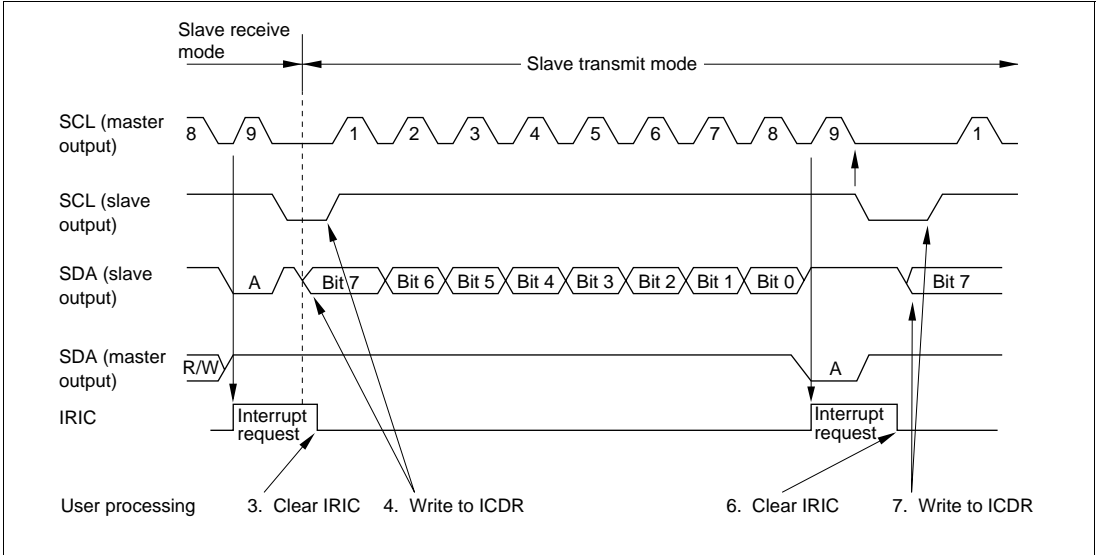 Slave receive
mode
Slave transmit mode
SCL (master
output)
8 9 1 2 3 4 5 6 7 8 9 1
SCL (slave
output)
SDA (slave
output)
A Bit 7 Bit 6 Bit 5 Bit 4 Bit 3 Bit 2 Bit 1 Bit 0 Bit 7
SDA (master
output)
R/W A
IRIC
Interrupt
request
Interrupt
request
User processing 3. Clear IRIC 4. Write to ICDR 6. Clear IRIC 7. Write to ICDR